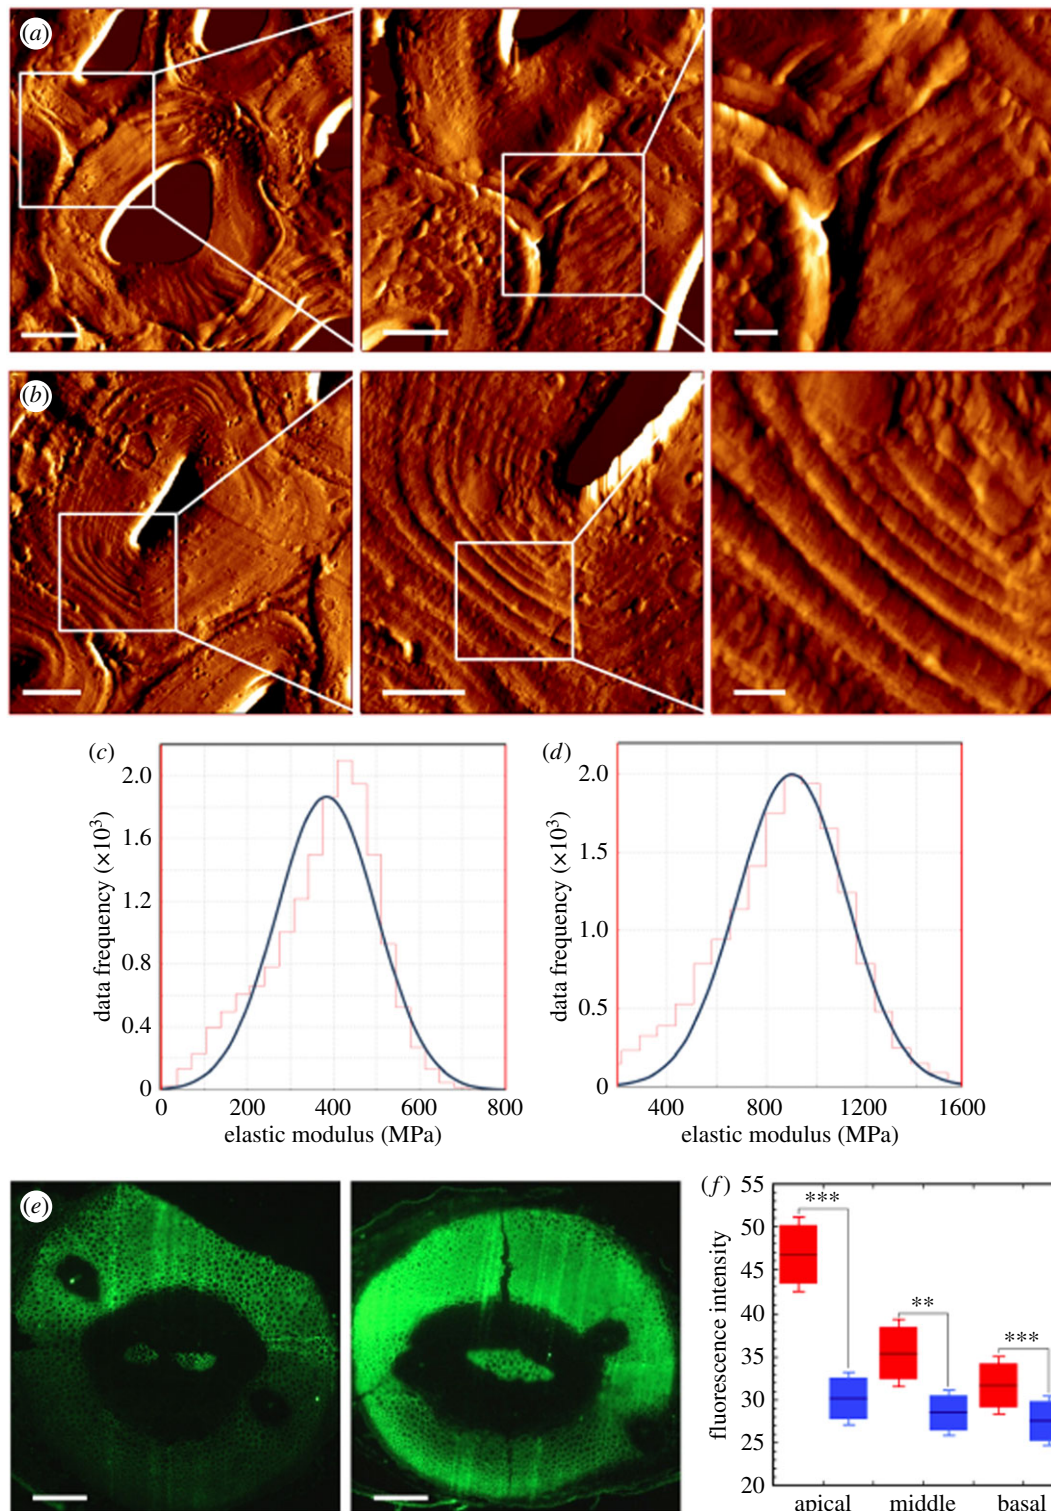 (a)
(b)
(c)
(d)
2.0
1.6
1.2
0.8
0.4
0
data frequency (×10³)
0 200 400 600 800
elastic modulus (MPa)
2.0
1.5
1.0
0.5
0
data frequency (×10³)
400 800 1200 1600
elastic modulus (MPa)
(e)
(f)
55
50
45
40
35
30
25
20
fluorescence intensity
***
**
***
apical middle basal